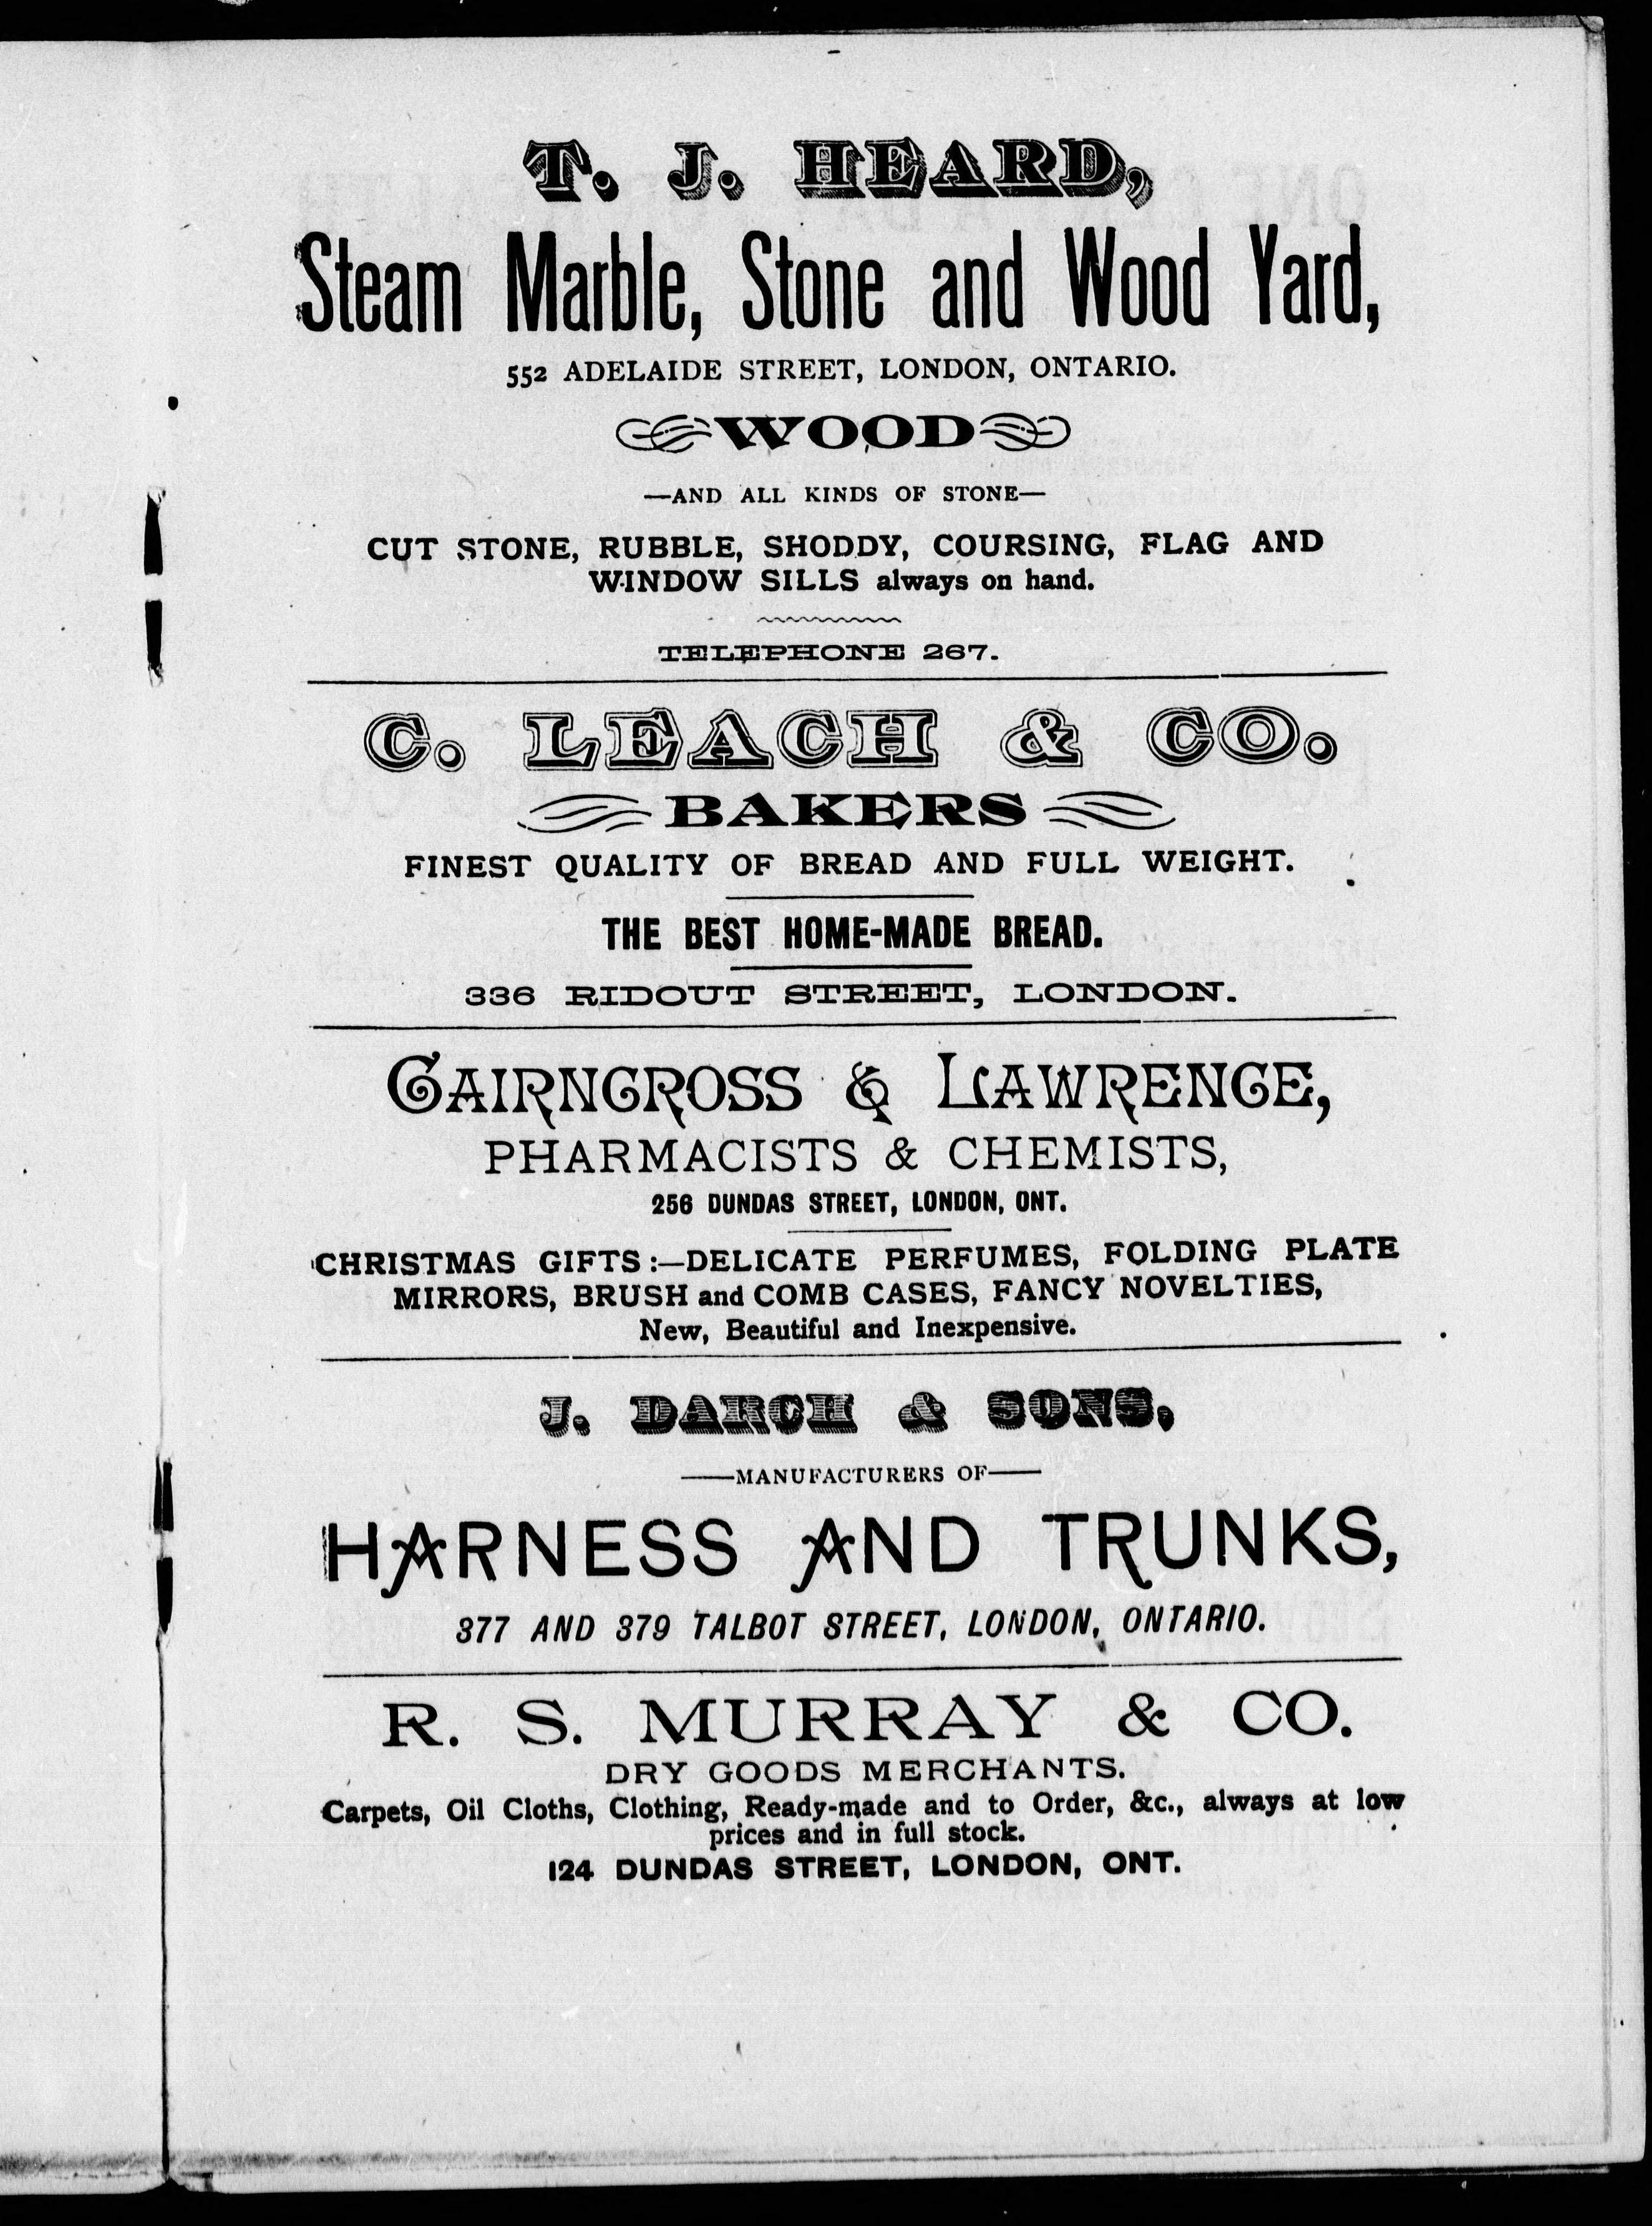 T. J. HEARD,
Steam Marble, Stone and Wood Yard,
552 ADELAIDE STREET, LONDON, ONTARIO.
WOOD
—AND ALL KINDS OF STONE—
CUT STONE, RUBBLE, SHODDY, COURSING, FLAG AND
WINDOW SILLS always on hand.
TELEPHONE 267.
C. LEACH & CO.
BAKERS
FINEST QUALITY OF BREAD AND FULL WEIGHT.
THE BEST HOME-MADE BREAD.
336 RIDOUT STREET, LONDON.
CAIRNCROSS & LAWRENCE,
PHARMACISTS & CHEMISTS,
256 DUNDAS STREET, LONDON, ONT.
CHRISTMAS GIFTS:—DELICATE PERFUMES, FOLDING PLATE
MIRRORS, BRUSH and COMB CASES, FANCY NOVELTIES,
New, Beautiful and Inexpensive.
J. DARCH & SONS,
—MANUFACTURERS OF—
HARNESS AND TRUNKS,
377 AND 379 TALBOT STREET, LONDON, ONTARIO.
R. S. MURRAY & CO.
DRY GOODS MERCHANTS.
Carpets, Oil Cloths, Clothing, Ready-made and to Order, &c., always at low
prices and in full stock.
124 DUNDAS STREET, LONDON, ONT.